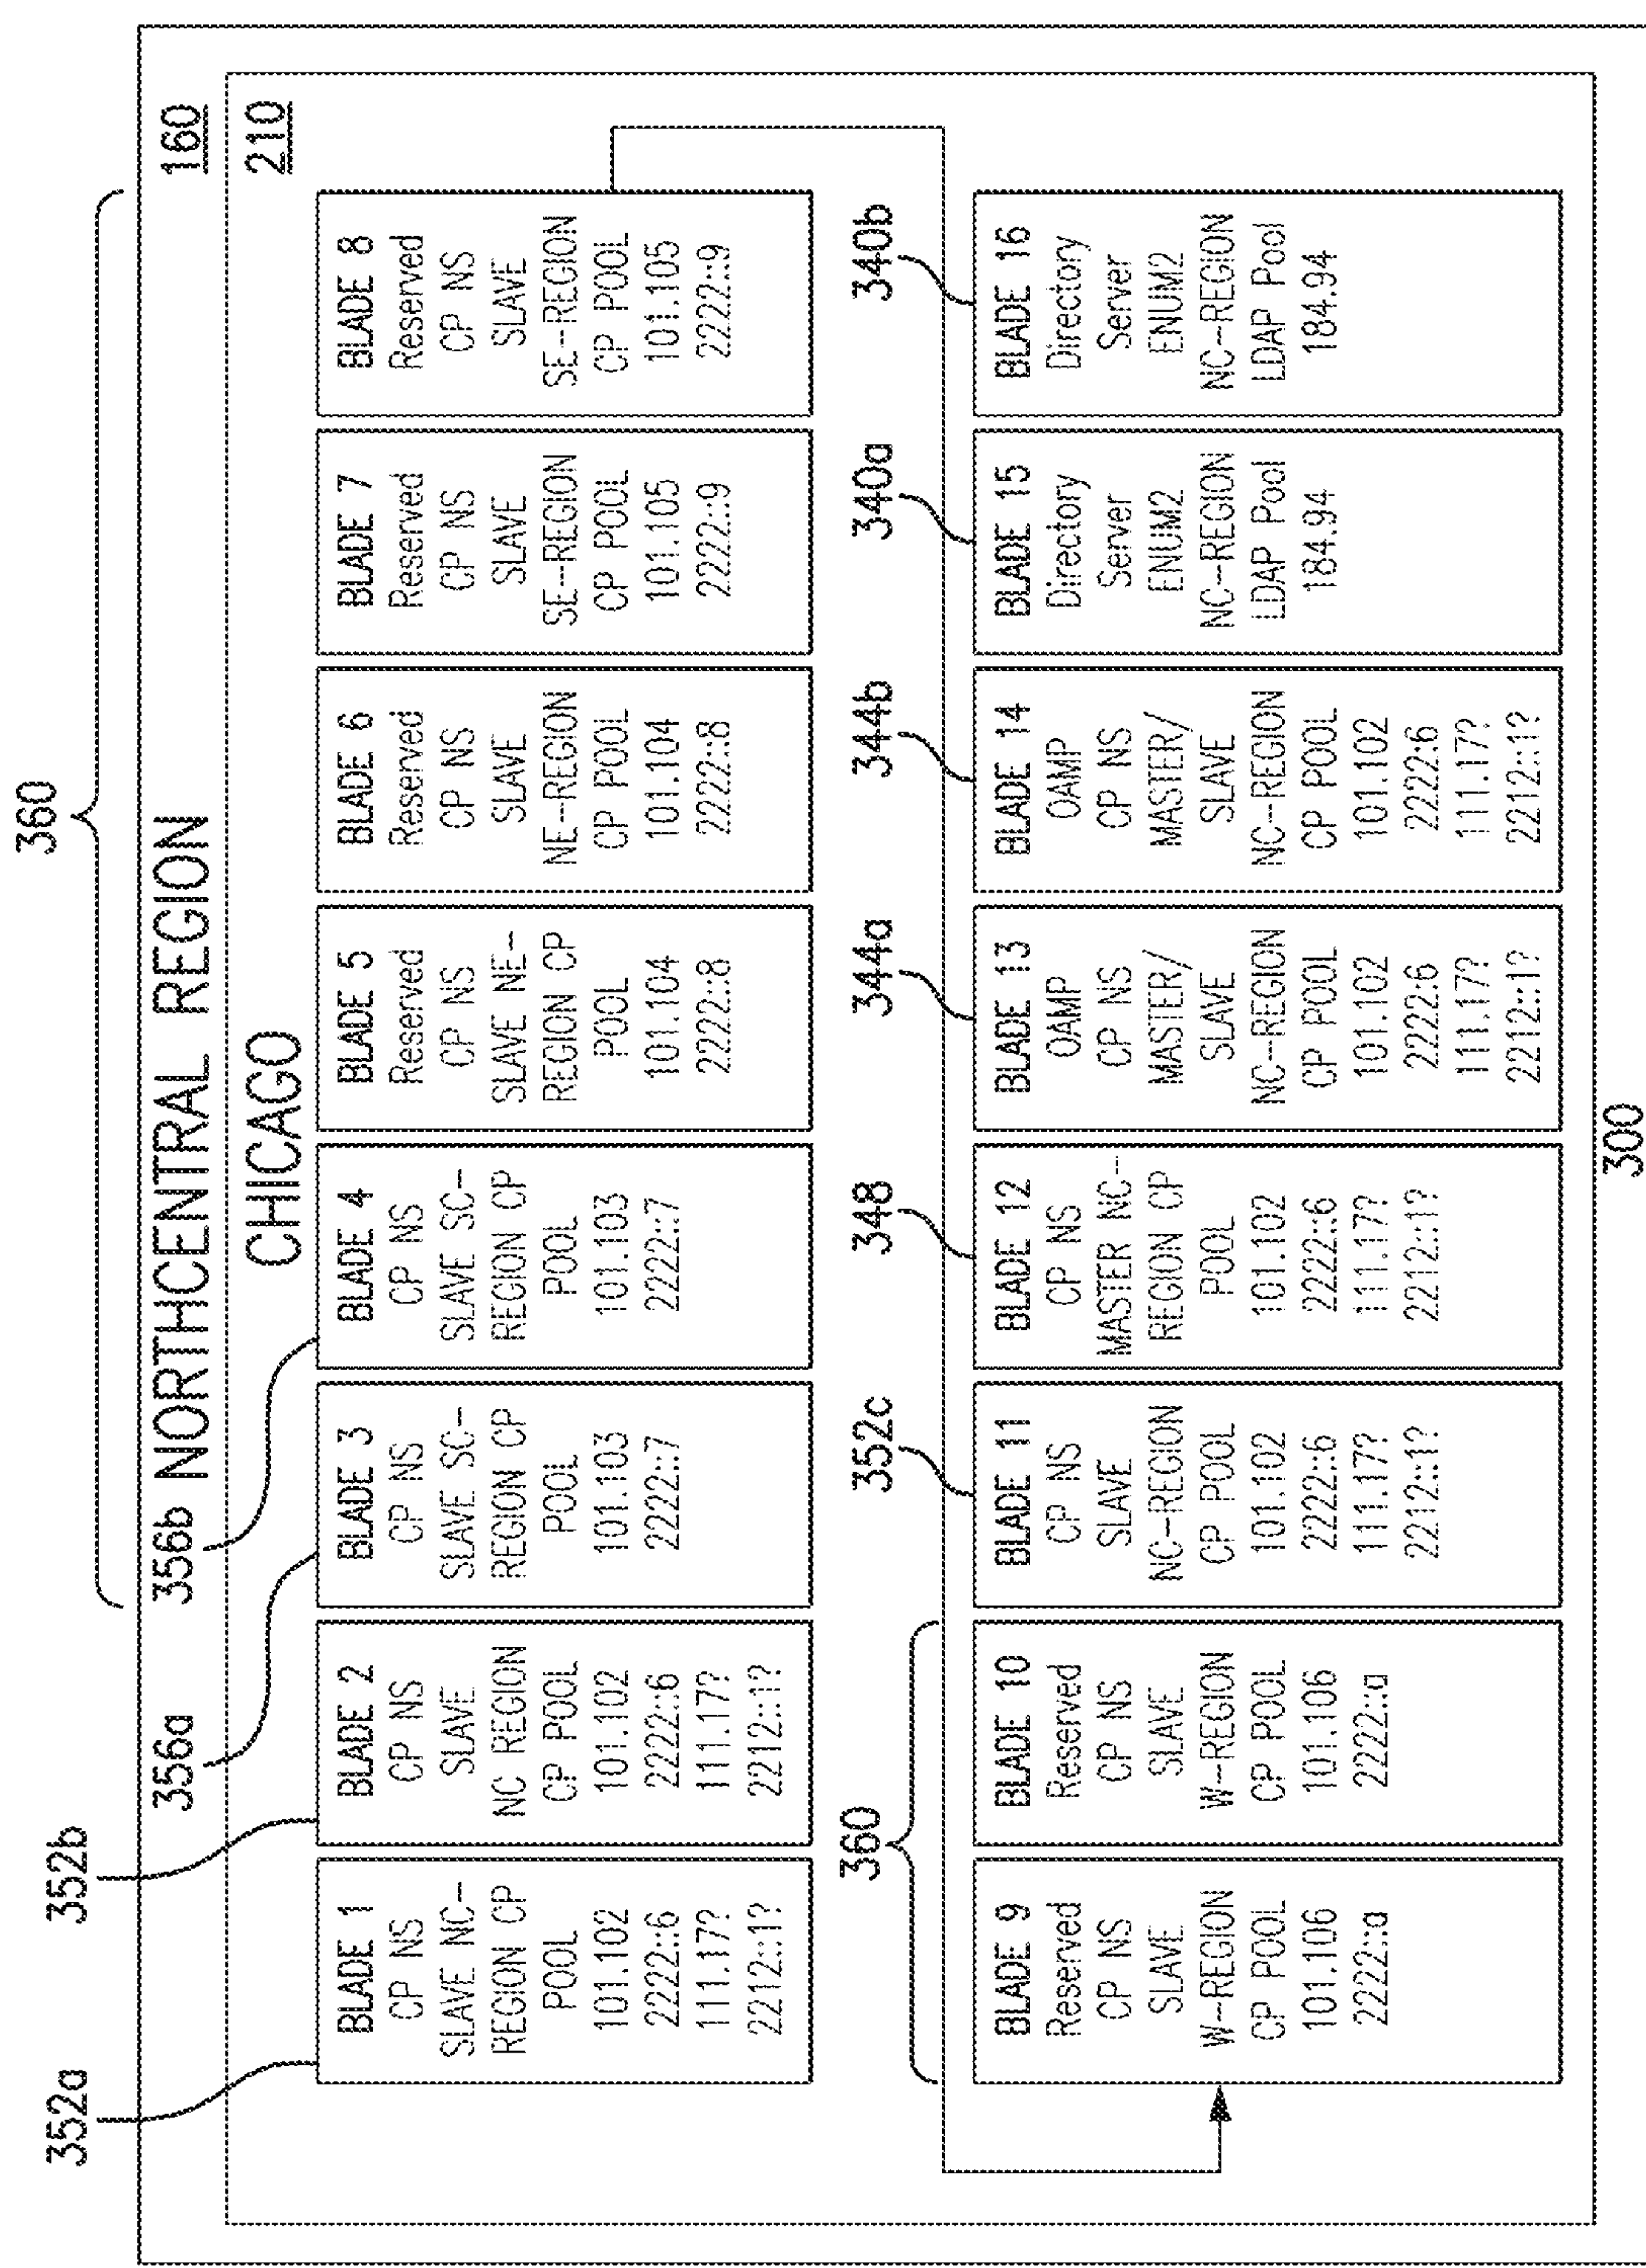 360
NORTHCENTRAL REGION
160
CHICAGO
210
352a
352b
356a
356b
BLADE 1
CP NS
SLAVE NC-
REGION CP
POOL
101.102
2222::6
111.17?
2212::1?
BLADE 2
CP NS
SLAVE
NC REGION
CP POOL
101.102
2222::6
111.17?
2212::1?
BLADE 3
CP NS
SLAVE SC-
REGION CP
POOL
101.103
2222::7
BLADE 4
CP NS
SLAVE SC-
REGION CP
POOL
101.103
2222::7
BLADE 5
Reserved
CP NS
SLAVE NE-
REGION CP
POOL
101.104
2222::8
BLADE 6
Reserved
CP NS
SLAVE
NE-REGION
CP POOL
101.104
2222::8
BLADE 7
Reserved
CP NS
SLAVE
SE-REGION
CP POOL
101.105
2222::9
BLADE 8
Reserved
CP NS
SLAVE
SE-REGION
CP POOL
101.105
2222::9
360
352c
348
344a
344b
340a
340b
BLADE 9
Reserved
CP NS
SLAVE
W-REGION
CP POOL
101.106
2222::a
BLADE 10
Reserved
CP NS
SLAVE
W-REGION
CP POOL
101.106
2222::a
BLADE 11
CP NS
SLAVE
NC-REGION
CP POOL
101.102
2222::6
111.17?
2212::1?
BLADE 12
CP NS
MASTER NC-
REGION CP
POOL
101.102
2222::6
111.17?
2212::1?
BLADE 13
OAMP
CP NS
MASTER/
SLAVE
NC-REGION
CP POOL
101.102
2222:6
111.17?
2212::1?
BLADE 14
OAMP
CP NS
MASTER/
SLAVE
NC-REGION
CP POOL
101.102
2222:6
111.17?
2212::1?
BLADE 15
Directory
Server
ENUM2
NC-REGION
LDAP Pool
184.94
BLADE 16
Directory
Server
ENUM2
NC-REGION
LDAP Pool
184.94
300